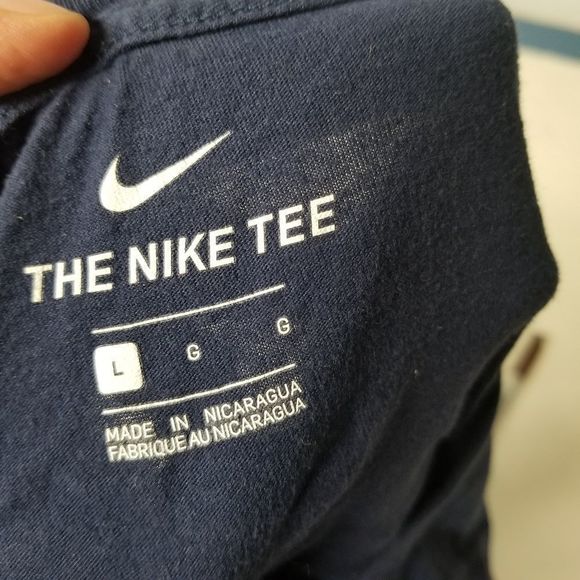 THE NIKE TEE
L G G
MADE IN NICARAGUA
FABRIQUE AU NICARAGUA